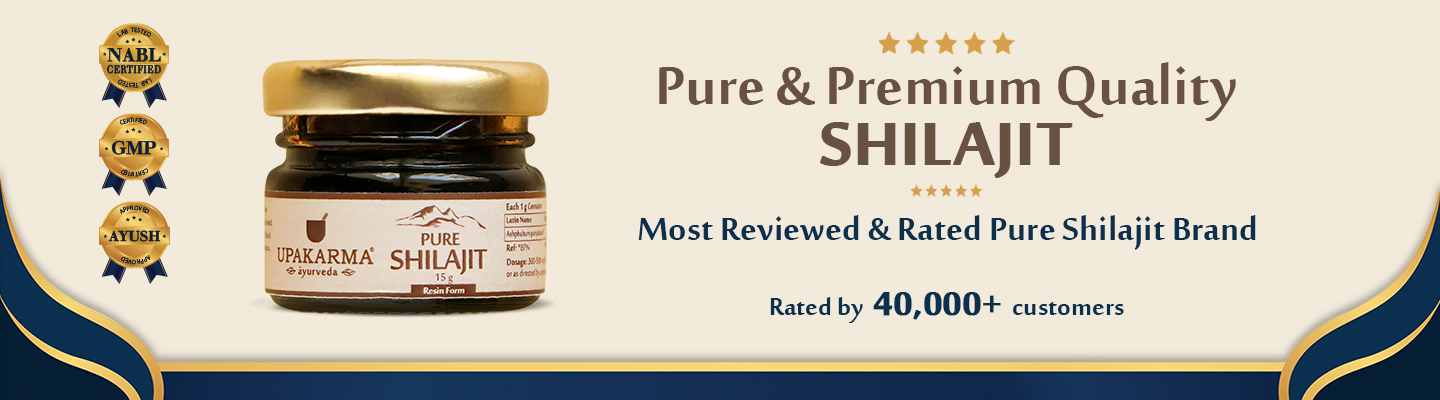 LAB TESTED
NABL
CERTIFIED
LAB TESTED
CERTIFIED
GMP
CERTIFIED
APPROVED
AYUSH
APPROVED
UPAKARMA©
áyurveda
PURE
SHILAJIT
15 g
Resin Form
Each 1 g Contains
Latin Name
Ref: *BPN
Dosage: 300-500
or as directed by
Pure & Premium Quality
SHILAJIT
Most Reviewed & Rated Pure Shilajit Brand
Rated by 40,000+ customers